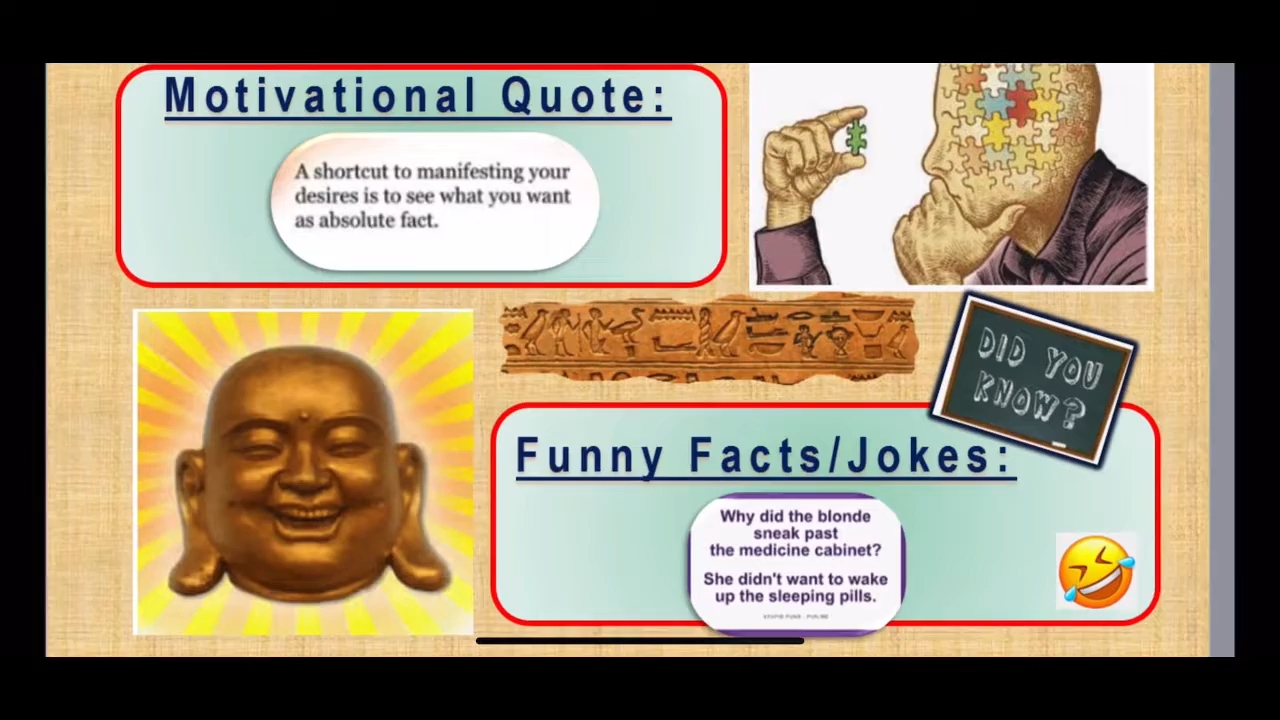 Motivational Quote:
A shortcut to manifesting your
desires is to see what you want
as absolute fact.
DID YOU
KNOW?
Funny Facts/Jokes:
Why did the blonde
sneak past
the medicine cabinet?
She didn't want to wake
up the sleeping pills.